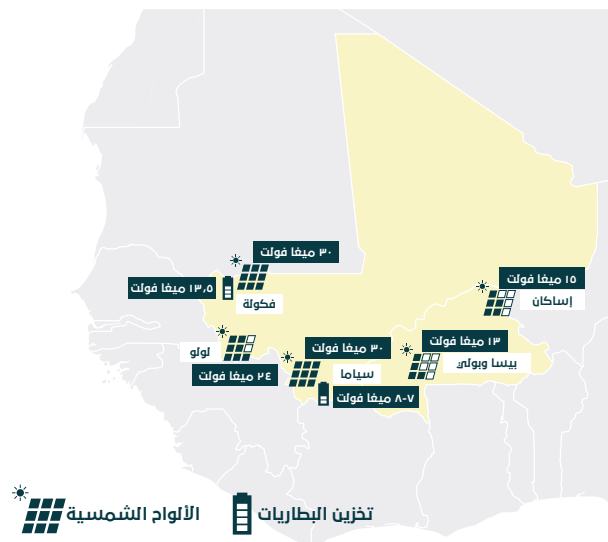 ٣٠ ميغا فولت
١٣،٥ ميغا فولت
فكولة
١٥ ميغا فولت
إساكان
لولو
٢٤ ميغا فولت
٣٠ ميغا فولت
سياما
٧-٨ ميغا فولت
١٣ ميغا فولت
بيسا وبولي
تخزين البطاريات
الألواح الشمسية